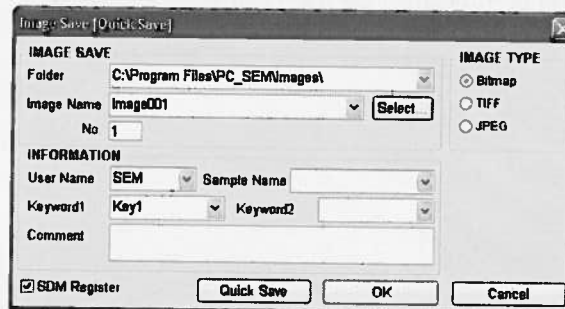 Image Save [Quick Save]
IMAGE SAVE
Folder C:\Program Files\PC_SEM\Images\
Image Name Image001 Select...
No 1
IMAGE TYPE
Bitmap
TIFF
JPEG
INFORMATION
User Name SEM Sample Name
Keyword1 Key1 Keyword2
Comment
SDM Register Quick Save OK Cancel